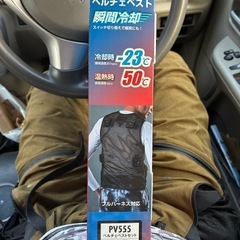 ペルチェベスト
瞬間冷却
スイッチ切り替えで簡単に!
冷却時 -23℃
温熱時 50℃
フルハーネス対応
PV555
ペルチェベストセット